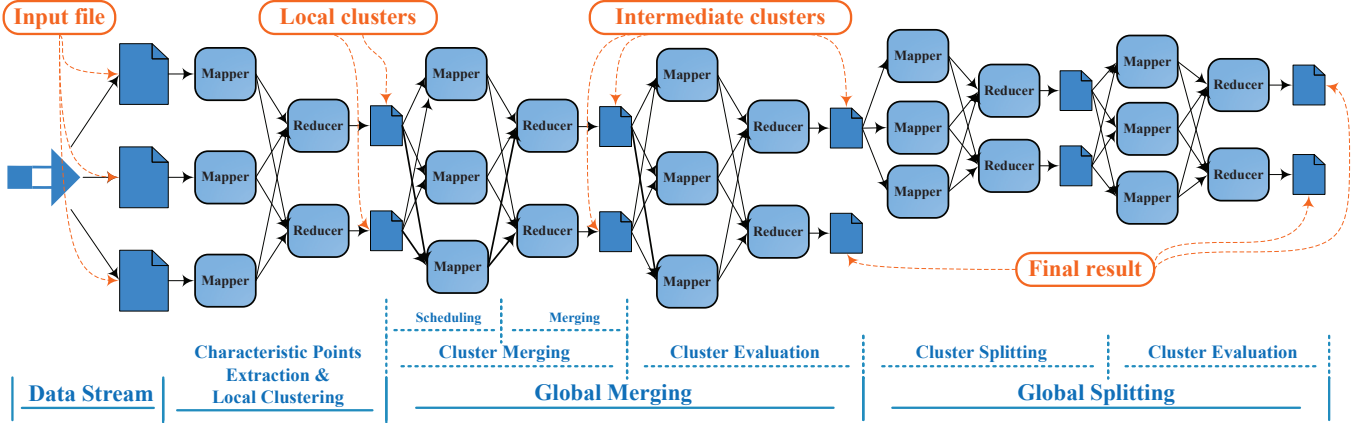 Input file
Local clusters
Intermediate clusters
Mapper
Mapper
Mapper
Reducer
Reducer
Mapper
Mapper
Mapper
Reducer
Reducer
Mapper
Mapper
Mapper
Reducer
Reducer
Mapper
Mapper
Mapper
Reducer
Reducer
Mapper
Mapper
Mapper
Reducer
Reducer
Final result
Scheduling
Merging
Characteristic Points
Extraction &
Local Clustering
Cluster Merging
Cluster Evaluation
Cluster Splitting
Cluster Evaluation
Data Stream
Global Merging
Global Splitting